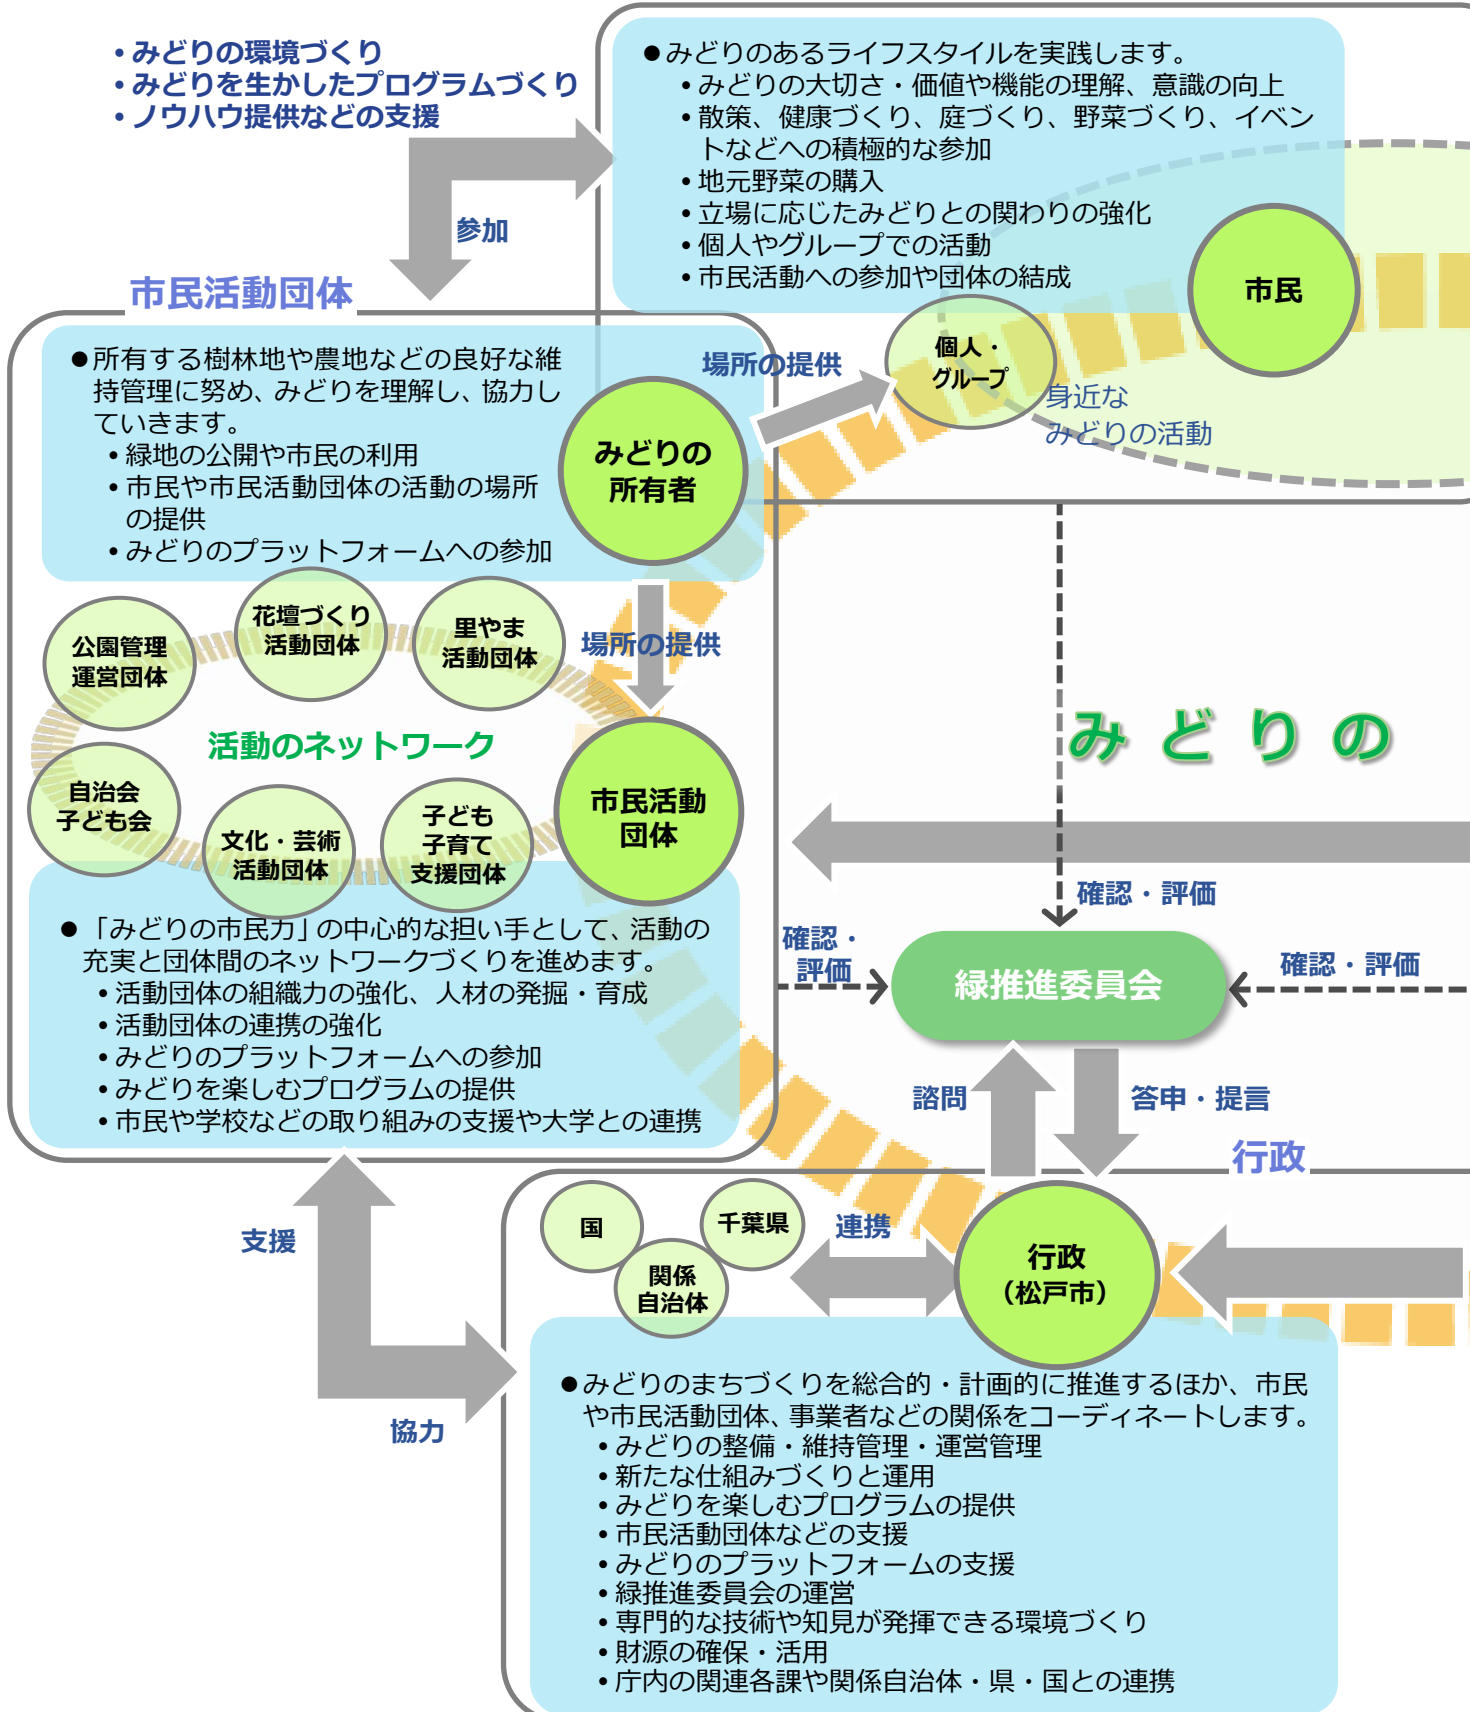 • みどりの環境づくり
• みどりを生かしたプログラムづくり
• ノウハウ提供などの支援
参加
●みどりのあるライフスタイルを実践します。
• みどりの大切さ・価値や機能の理解、意識の向上
• 散策、健康づくり、庭づくり、野菜づくり、イベン
トなどへの積極的な参加
• 地元野菜の購入
• 立場に応じたみどりとの関わりの強化
• 個人やグループでの活動
• 市民活動への参加や団体の結成
市民
個人・
グループ
身近な
みどりの活動
場所の提供
市民活動団体
●所有する樹林地や農地などの良好な維
持管理に努め、みどりを理解し、協力し
ていきます。
• 緑地の公開や市民の利用
• 市民や市民活動団体の活動の場所
の提供
• みどりのプラットフォームへの参加
みどりの
所有者
場所の提供
公園管理
運営団体
花壇づくり
活動団体
里やま
活動団体
活動のネットワーク
自治会
子ども会
文化・芸術
活動団体
子ども
子育て
支援団体
市民活動
団体
●「みどりの市民力」の中心的な担い手として、活動の
充実と団体間のネットワークづくりを進めます。
• 活動団体の組織力の強化、人材の発掘・育成
• 活動団体の連携の強化
• みどりのプラットフォームへの参加
• みどりを楽しむプログラムの提供
• 市民や学校などの取り組みの支援や大学との連携
みどりの
確認・評価
確認・
評価
緑推進委員会
確認・評価
諮問
答申・提言
行政
支援
協力
国
千葉県
関係
自治体
連携
行政
（松戸市）
●みどりのまちづくりを総合的・計画的に推進するほか、市民
や市民活動団体、事業者などの関係をコーディネートします。
• みどりの整備・維持管理・運営管理
• 新たな仕組みづくりと運用
• みどりを楽しむプログラムの提供
• 市民活動団体などの支援
• みどりのプラットフォームの支援
• 緑推進委員会の運営
• 専門的な技術や知見が発揮できる環境づくり
• 財源の確保・活用
• 庁内の関連各課や関係自治体・県・国との連携